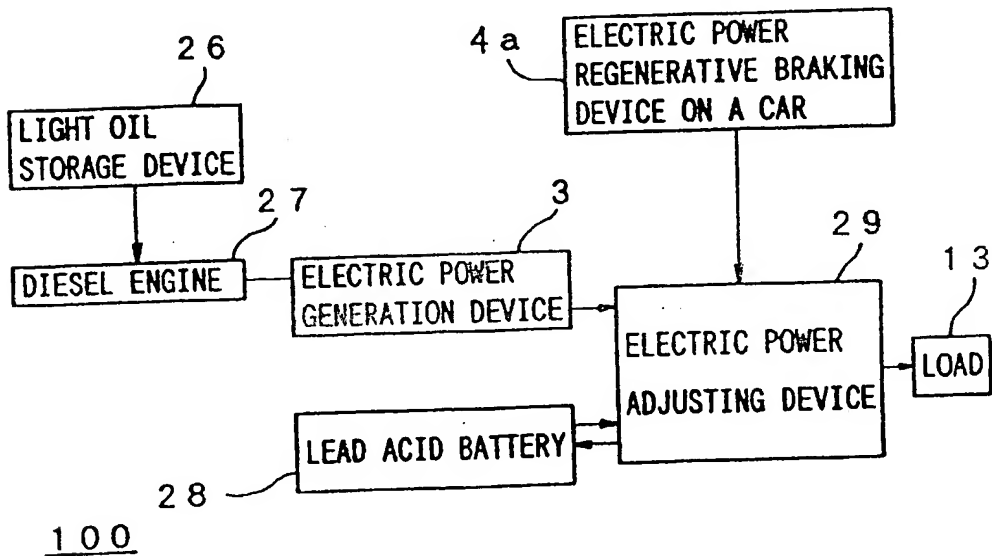 26
LIGHT OIL
STORAGE DEVICE
4a
ELECTRIC POWER
REGENERATIVE BRAKING
DEVICE ON A CAR
27
DIESEL ENGINE
3
ELECTRIC POWER
GENERATION DEVICE
29
ELECTRIC POWER
ADJUSTING DEVICE
13
LOAD
LEAD ACID BATTERY
28
100